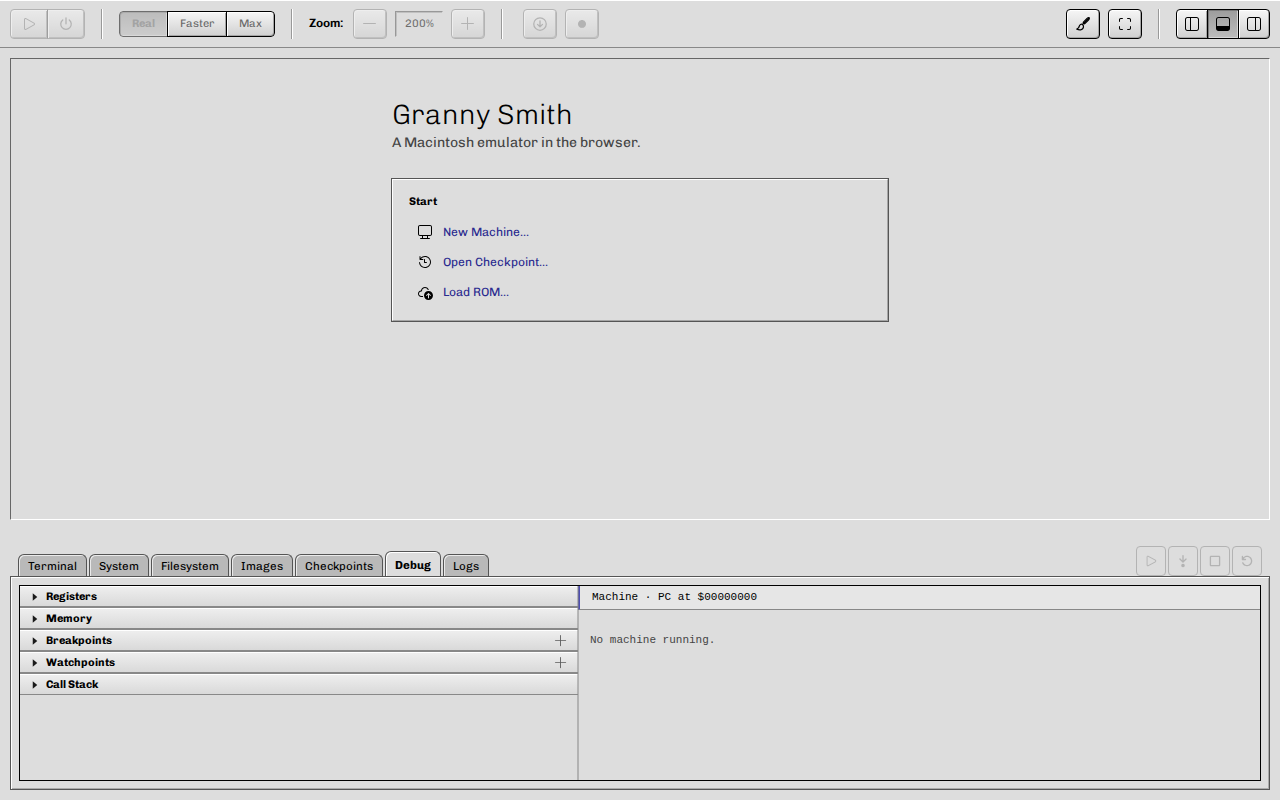 Real Faster Max Zoom: 200%
Granny Smith
A Macintosh emulator in the browser.
Start
New Machine...
Open Checkpoint...
Load ROM...
Terminal System Filesystem Images Checkpoints Debug Logs
Registers
Machine · PC at $00000000
Memory
Breakpoints
No machine running.
Watchpoints
Call Stack